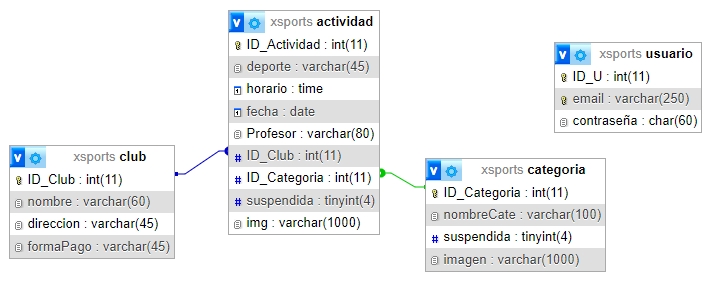 xsports actividad
ID_Actividad : int(11)
deporte : varchar(45)
horario : time
fecha : date
Profesor : varchar(80)
ID_Club : int(11)
ID_Categoria : int(11)
suspendida : tinyint(4)
img : varchar(1000)
xsports usuario
ID_U : int(11)
email : varchar(250)
contraseña : char(60)
xsports club
ID_Club : int(11)
nombre : varchar(60)
direccion : varchar(45)
formaPago : varchar(45)
xsports categoria
ID_Categoria : int(11)
nombreCate : varchar(100)
suspendida : tinyint(4)
imagen : varchar(1000)